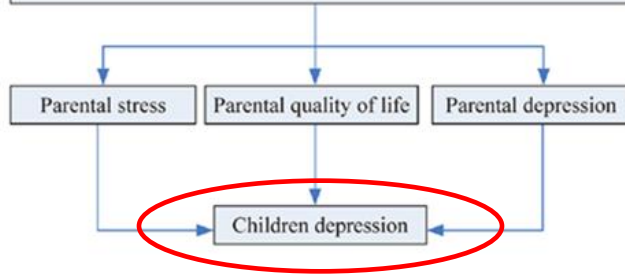 Parental stress
Parental quality of life
Parental depression
Children depression